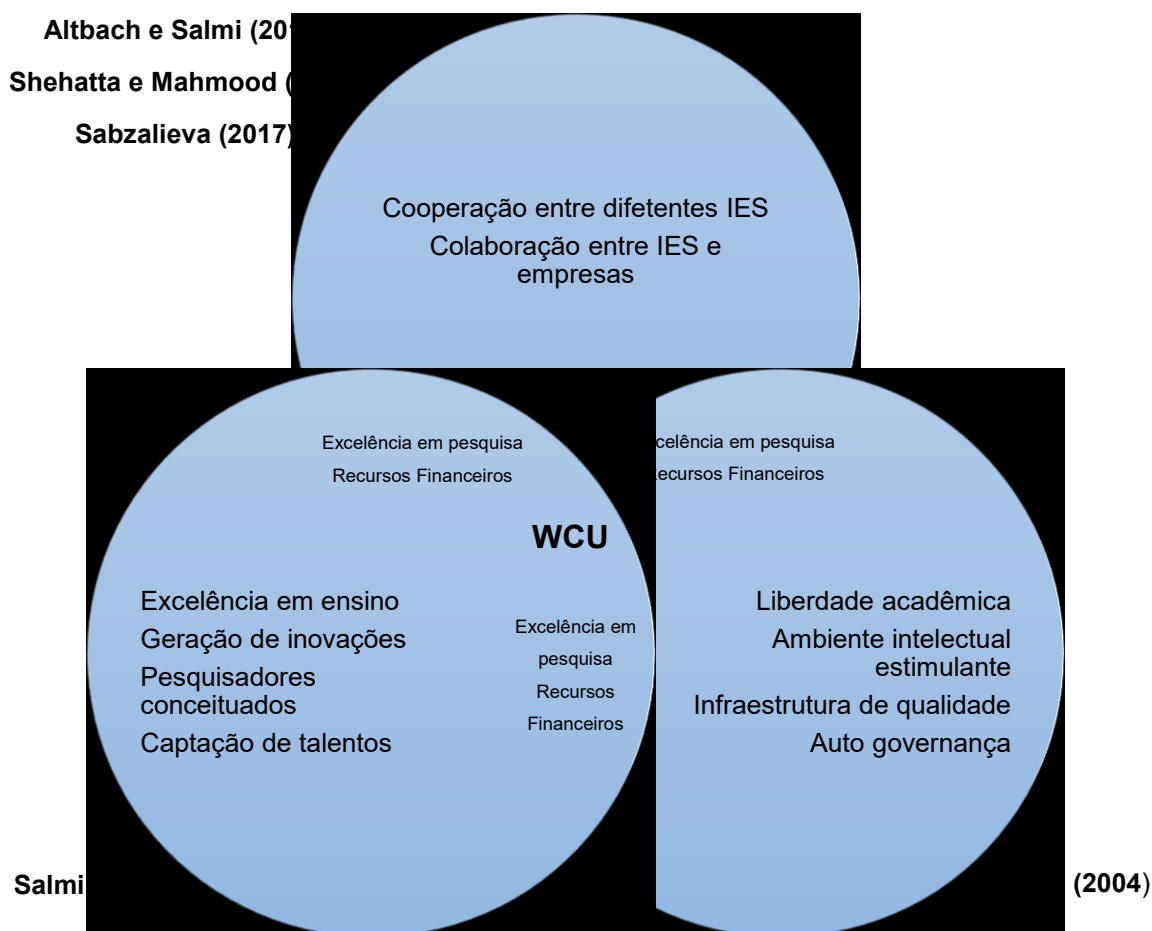 Altbach e Salmi (20
Shehatta e Mahmood (
Sabzalieva (2017)
Cooperação entre difetentes IES
Colaboração entre IES e
empresas
Excelência em pesquisa
Recursos Financeiros
celência em pesquisa
ecursos Financeiros
WCU
Excelência em ensino
Geração de inovações
Pesquisadores
conceituados
Captação de talentos
Excelência em
pesquisa
Recursos
Financeiros
Liberdade acadêmica
Ambiente intelectual
estimulante
Infraestrutura de qualidade
Auto governança
Salmi
(2004)